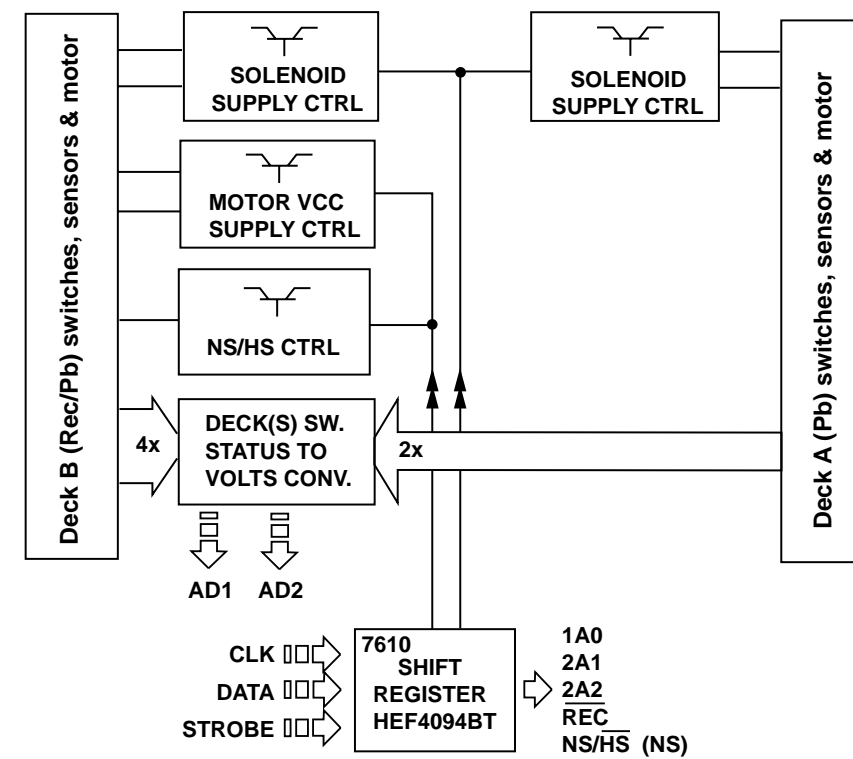 Deck B (Rec/Pb) switches, sensors & motor
SOLENOID
SUPPLY CTRL
SOLENOID
SUPPLY CTRL
Deck A (Pb) switches, sensors & motor
MOTOR VCC
SUPPLY CTRL
NS/HS CTRL
4x
DECK(S) SW.
STATUS TO
VOLTS CONV.
2x
AD1
AD2
CLK
DATA
STROBE
7610
SHIFT
REGISTER
HEF4094BT
1A0
2A1
2A2
REC
NS/HS (NS)